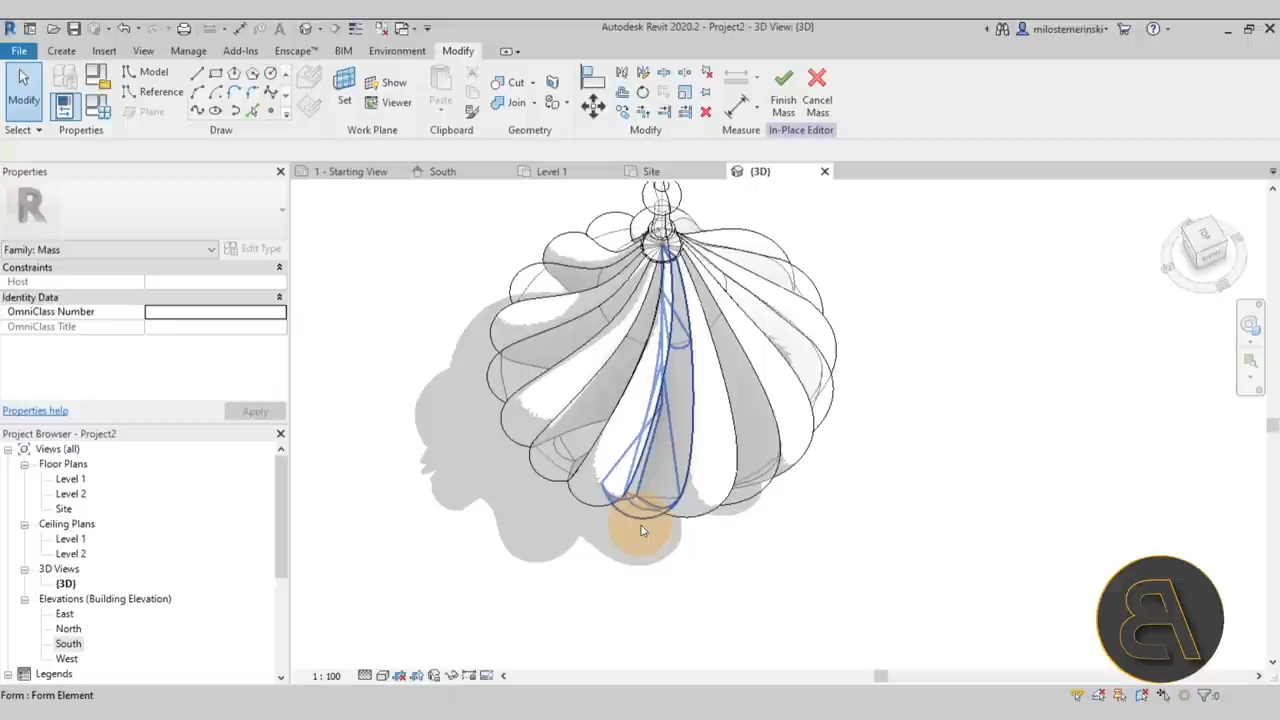 Autodesk Revit 2020.2 - Project2 - 3D View: {3D}
milostemerinski*
File Create Insert View Manage Add-Ins Enscape™ BIM Environment Modify
Modify
Model
Reference
Plane
Set
Show
Viewer
Paste
Cut
Join
Finish Mass
Cancel Mass
Select Properties Draw Work Plane Clipboard Geometry Modify Measure In-Place Editor
Properties
1 - Starting View South Level 1 Site {3D}
R
Family: Mass Edit Type
Constraints
Host
Identity Data
OmniClass Number
OmniClass Title
Properties help Apply
Project Browser - Project2
Views (all)
Floor Plans
Level 1
Level 2
Site
Ceiling Plans
Level 1
Level 2
3D Views
{3D}
Elevations (Building Elevation)
East
North
South
West
Legends
TOP
1 : 100
Form : Form Element
:0